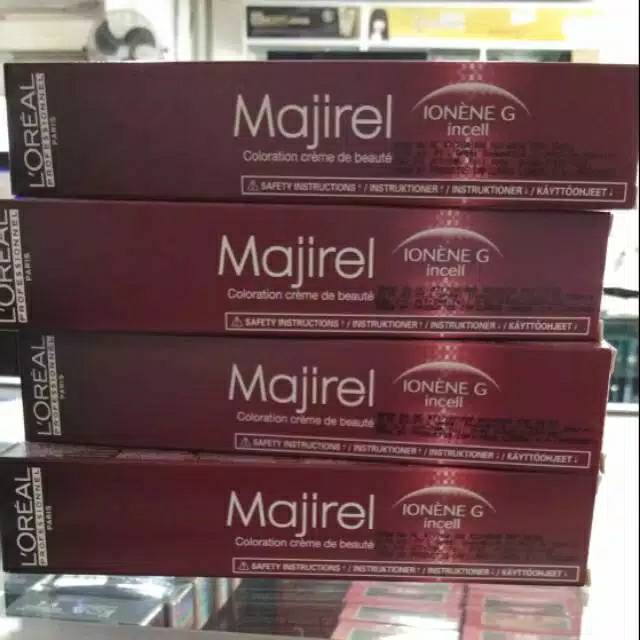 L'ORÉAL
PROFESSIONNEL
PARIS
Majirel
IONÈNE G
incell
Coloration crème de beauté
⚠ SAFETY INSTRUCTIONS ↑ / INSTRUKTIONER ↑ / INSTRUKTIONER ↓ / KÄYTTÖOHJEET ↓
L'ORÉAL
PROFESSIONNEL
PARIS
Majirel
IONÈNE G
incell
Coloration crème de beauté
⚠ SAFETY INSTRUCTIONS ↑ / INSTRUKTIONER ↑ / INSTRUKTIONER ↓ / KÄYTTÖOHJEET ↓
L'ORÉAL
PROFESSIONNEL
PARIS
Majirel
IONÈNE G
incell
Coloration crème de beauté
⚠ SAFETY INSTRUCTIONS ↑ / INSTRUKTIONER ↑ / INSTRUKTIONER ↓ / KÄYTTÖOHJEET ↓
L'ORÉAL
PROFESSIONNEL
PARIS
Majirel
IONÈNE G
incell
Coloration crème de beauté
⚠ SAFETY INSTRUCTIONS ↑ / INSTRUKTIONER ↑ / INSTRUKTIONER ↓ / KÄYTTÖOHJEET ↓